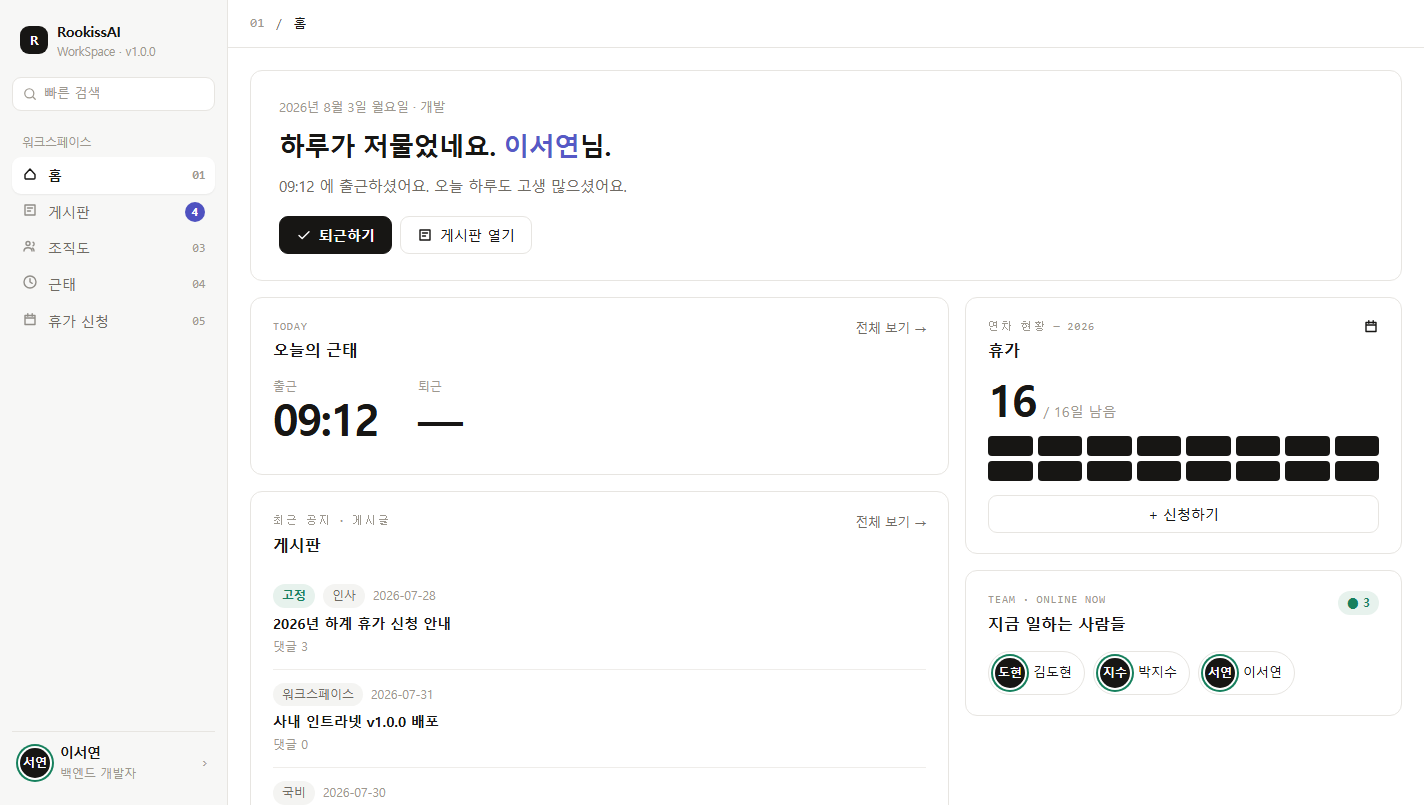 R
RookissAI
WorkSpace · v1.0.0
빠른 검색
워크스페이스
홈 01
게시판 4
조직도 03
근태 04
휴가 신청 05
서연
이서연
백엔드 개발자
›
01 / 홈
2026년 8월 3일 월요일 · 개발
하루가 저물었네요. 이서연님.
09:12 에 출근하셨어요. 오늘 하루도 고생 많으셨어요.
퇴근하기
게시판 열기
TODAY
전체 보기 →
오늘의 근태
출근 퇴근
09:12 —
최근 공지 · 게시글
전체 보기 →
게시판
고정 인사 2026-07-28
2026년 하계 휴가 신청 안내
댓글 3
워크스페이스 2026-07-31
사내 인트라넷 v1.0.0 배포
댓글 0
국비 2026-07-30
연차 현황 — 2026
휴가
16 / 16일 남음
+ 신청하기
TEAM · ONLINE NOW
● 3
지금 일하는 사람들
도현 김도현
지수 박지수
서연 이서연